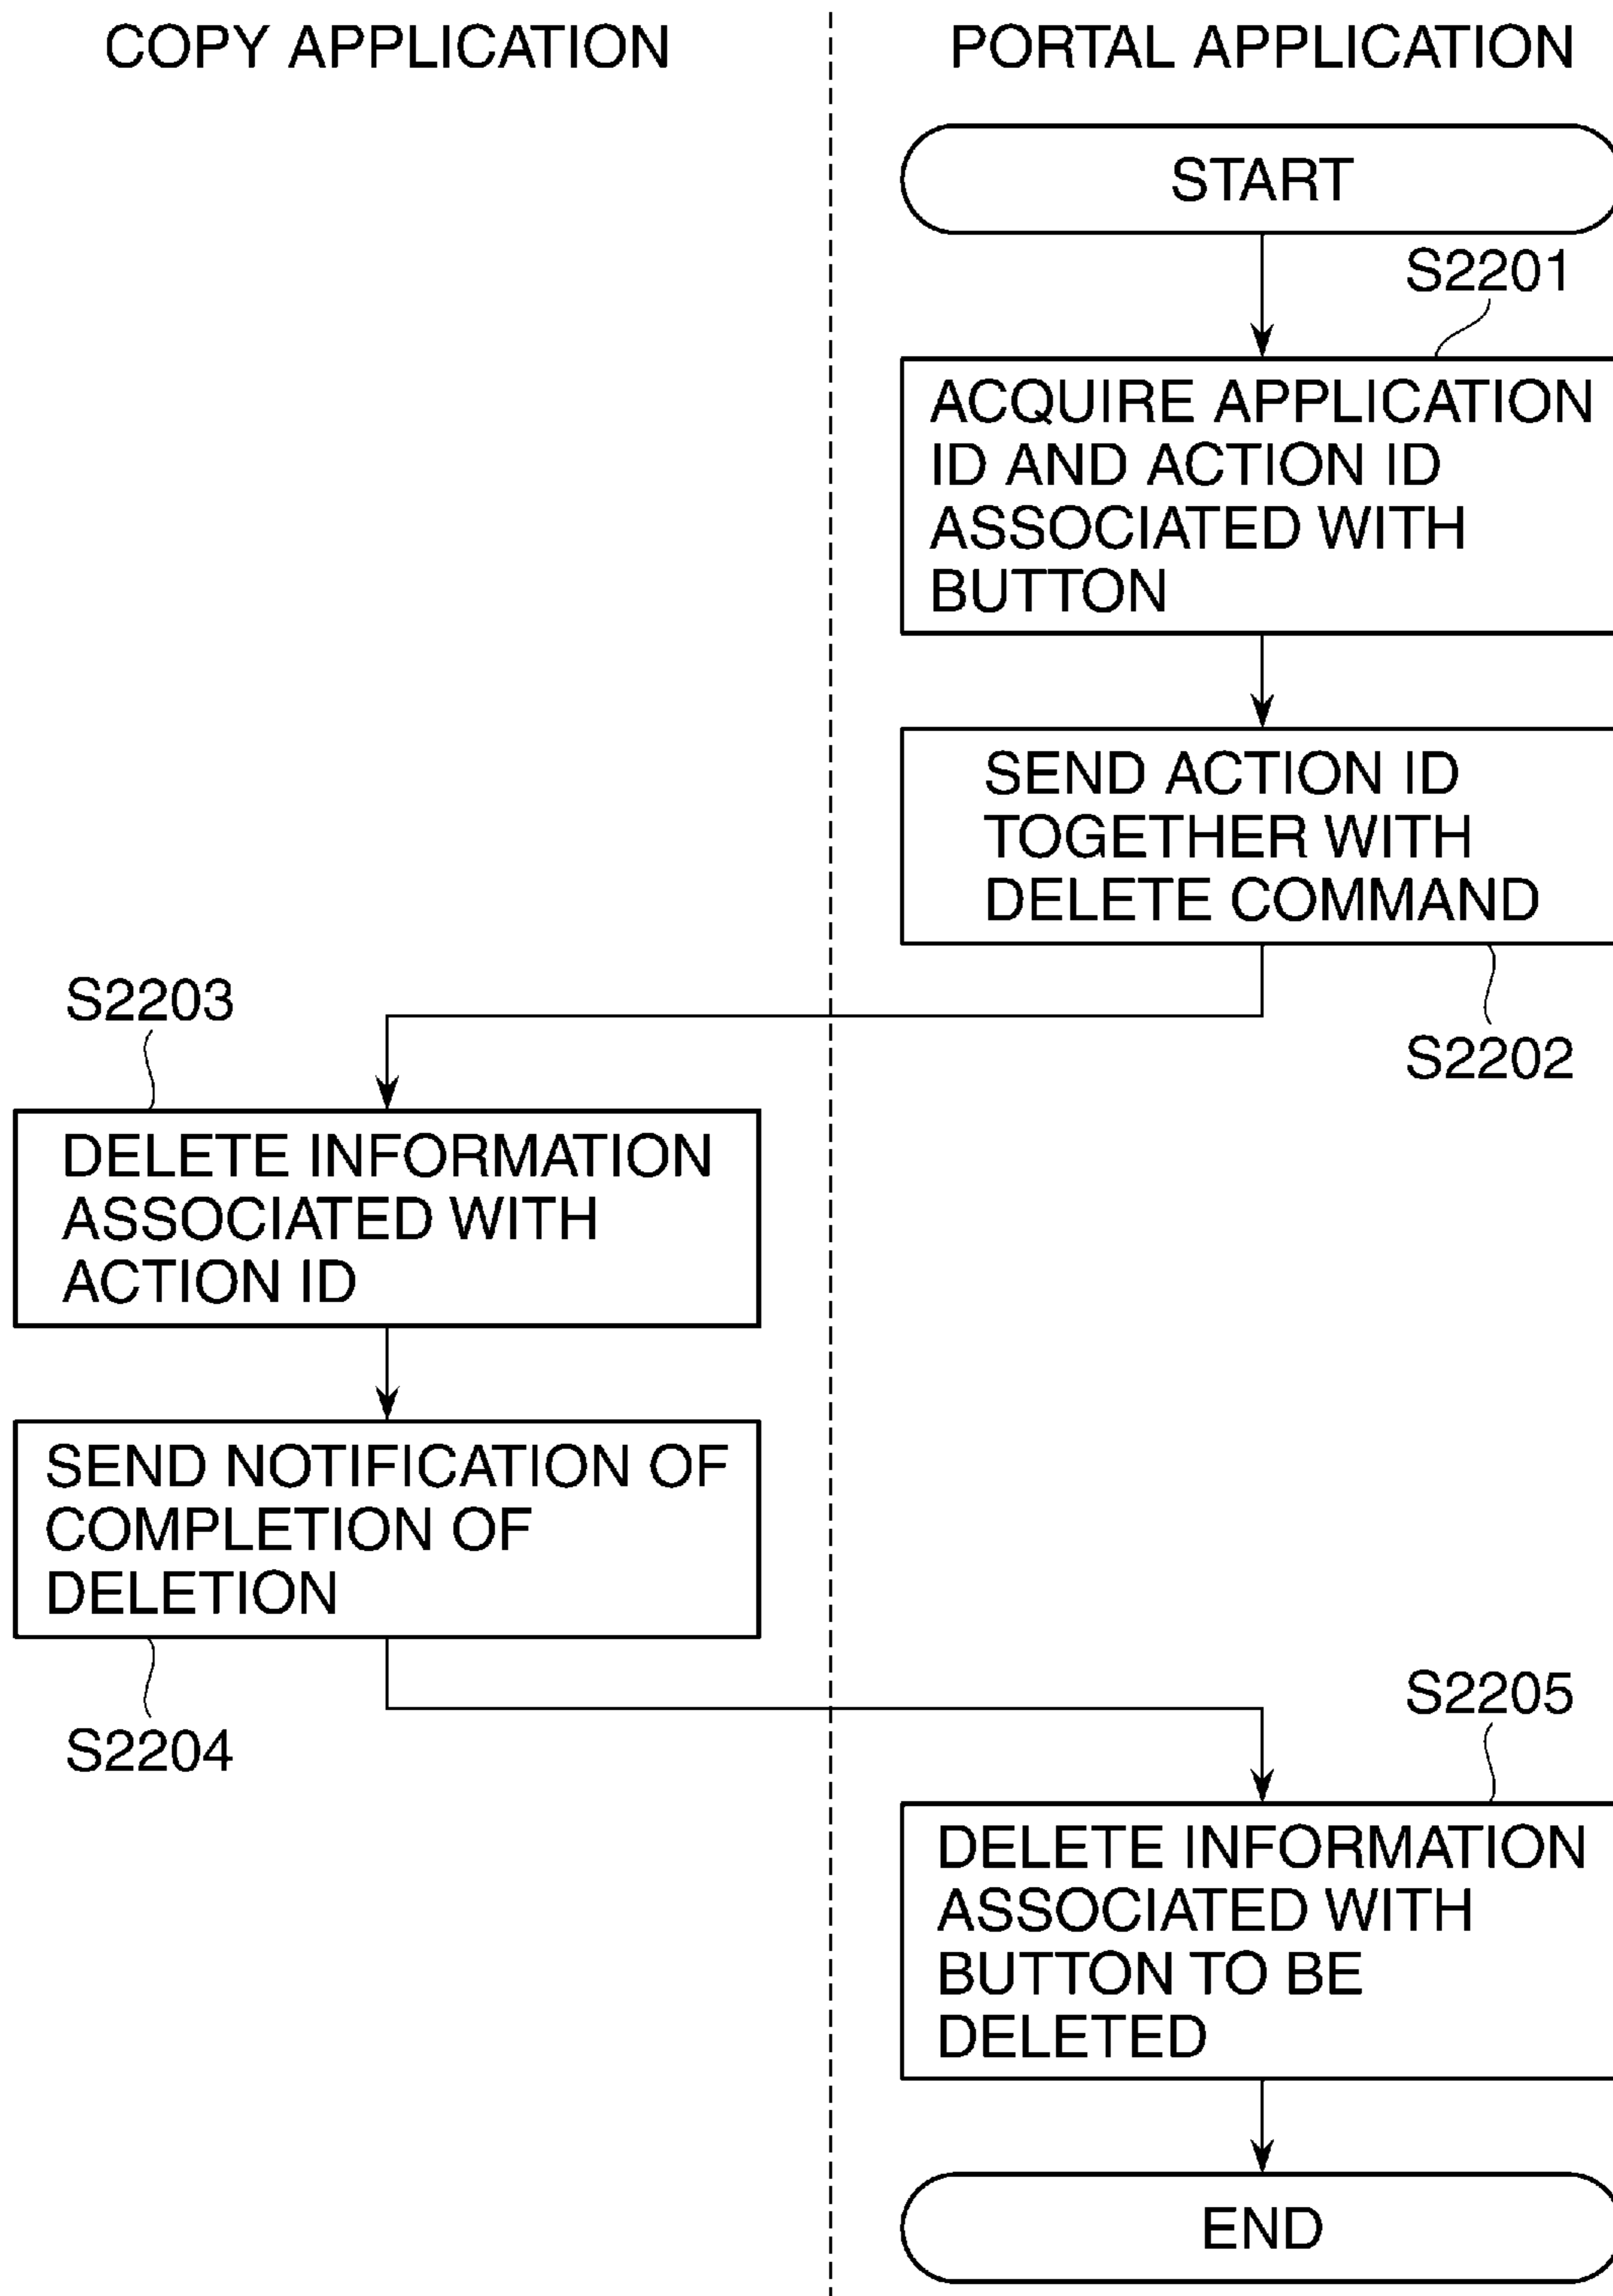 COPY APPLICATION
PORTAL APPLICATION
START
S2201
ACQUIRE APPLICATION
ID AND ACTION ID
ASSOCIATED WITH
BUTTON
SEND ACTION ID
TOGETHER WITH
DELETE COMMAND
S2202
S2203
DELETE INFORMATION
ASSOCIATED WITH
ACTION ID
SEND NOTIFICATION OF
COMPLETION OF
DELETION
S2204
S2205
DELETE INFORMATION
ASSOCIATED WITH
BUTTON TO BE
DELETED
END